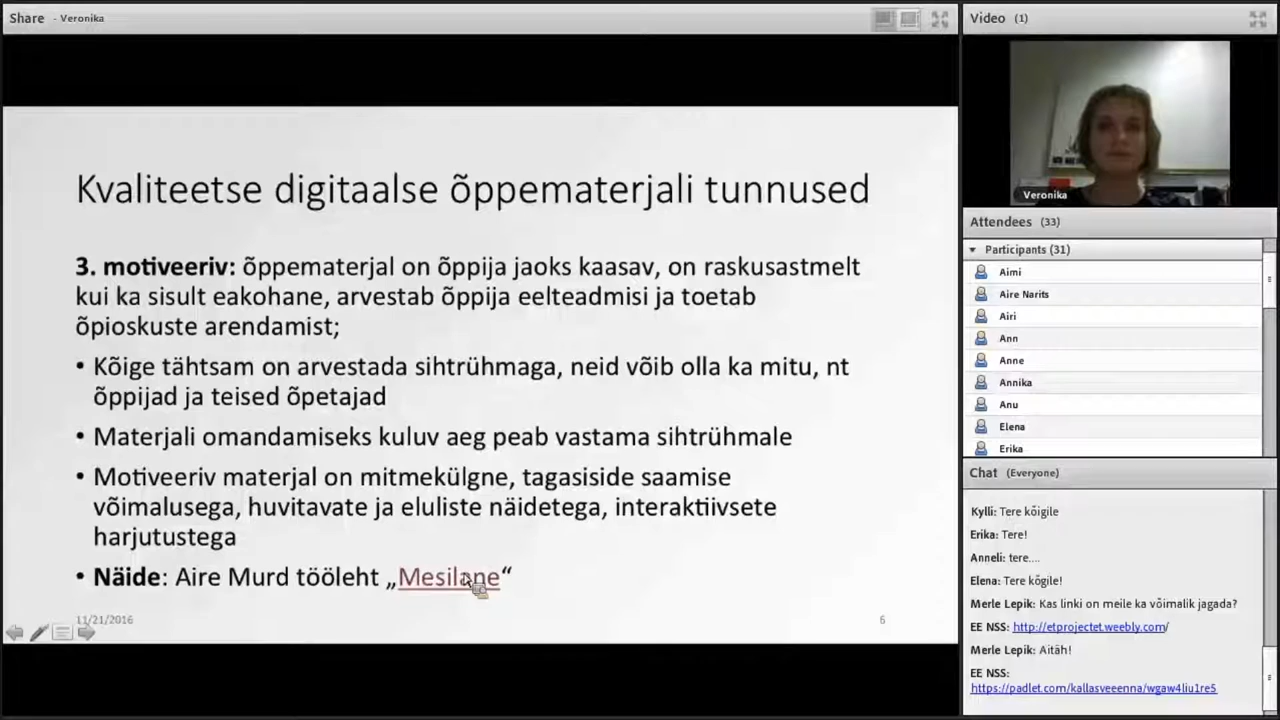 Share - Veronika
Kvaliteetse digitaalse õppematerjali tunnused
3. motiveeriv: õppematerjal on õppija jaoks kaasav, on raskusastmelt
kui ka sisult eakohane, arvestab õppija eelteadmisi ja toetab
õpioskuste arendamist;
• Kõige tähtsam on arvestada sihtrühmaga, neid võib olla ka mitu, nt
õppijad ja teised õpetajad
• Materjali omandamiseks kuluv aeg peab vastama sihtrühmale
• Motiveeriv materjal on mitmekülgne, tagasiside saamise
võimalusega, huvitavate ja eluliste näidetega, interaktiivsete
harjutustega
• Näide: Aire Murd tööleht „Mesilane“
11/21/2016
6
Video (1)
Veronika
Attendees (33)
Participants (31)
Aimi
Aire Narits
Airi
Ann
Anne
Annika
Anu
Elena
Erika
Chat (Everyone)
Kylli: Tere kõigile
Erika: Tere!
Anneli: tere....
Elena: Tere kõgile!
Merle Lepik: Kas linki on meile ka võimalik jagada?
EE NSS: http://etprojectet.weebly.com/
Merle Lepik: Aitäh!
EE NSS:
https://padlet.com/kallasveeenna/wgaw4liu1re5